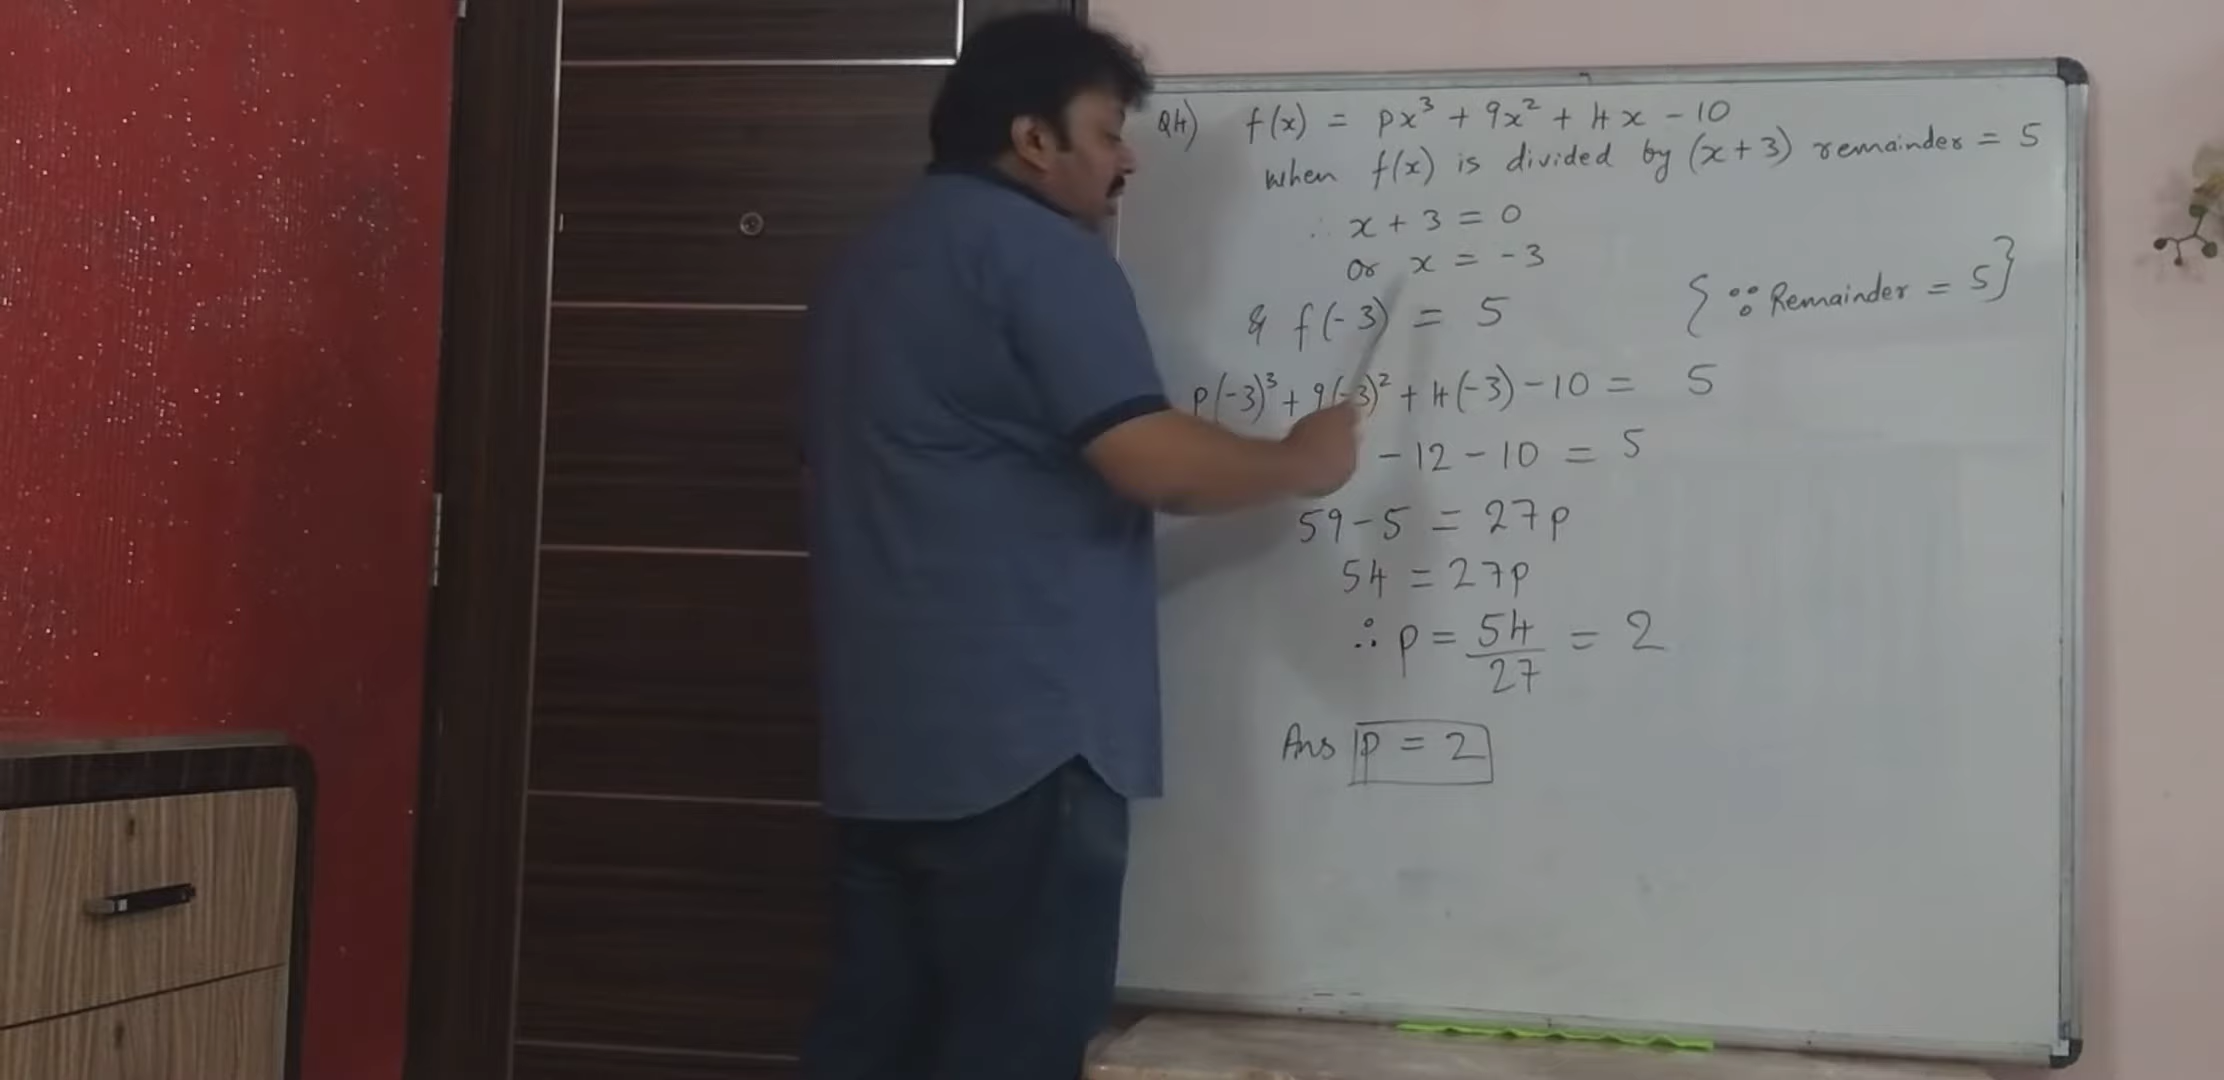 Q4) f(x) = px³ + 9x² + 4x - 10
when f(x) is divided by (x+3) remainder = 5
∴ x + 3 = 0
or x = -3
& f(-3) = 5 {∵ Remainder = 5}
p(-3)³ + 9(-3)² + 4(-3) - 10 = 5
- 12 - 10 = 5
59 - 5 = 27p
54 = 27p
∴ p = 54/27 = 2
Ans p = 2